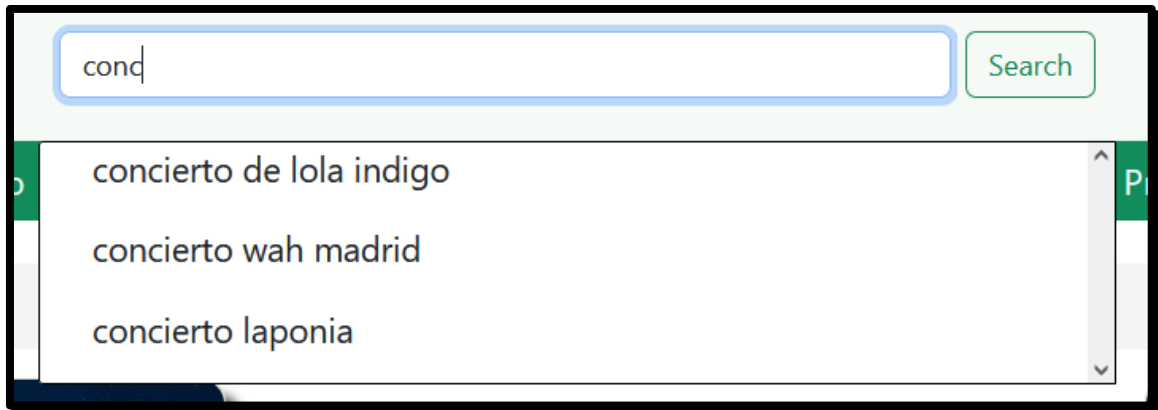 conc
Search
concierto de lola indigo
concierto wah madrid
concierto laponia